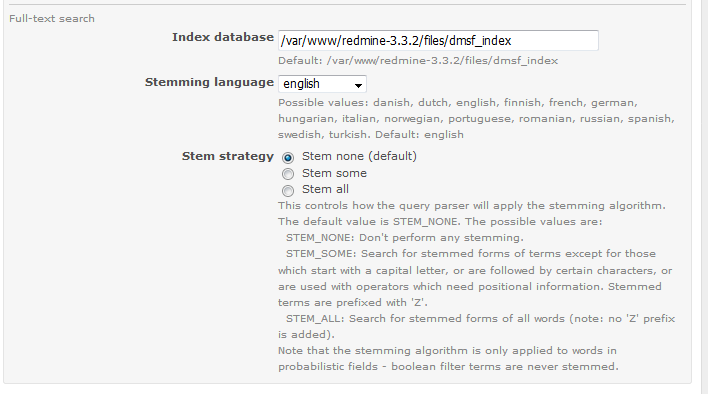 Full-text search
Index database /var/www/redmine-3.3.2/files/dmsf_index
Default: /var/www/redmine-3.3.2/files/dmsf_index
Stemming language english
Possible values: danish, dutch, english, finnish, french, german,
hungarian, italian, norwegian, portuguese, romanian, russian, spanish,
swedish, turkish. Default: english
Stem strategy Stem none (default)
Stem some
Stem all
This controls how the query parser will apply the stemming algorithm.
The default value is STEM_NONE. The possible values are:
STEM_NONE: Don't perform any stemming.
STEM_SOME: Search for stemmed forms of terms except for those
which start with a capital letter, or are followed by certain characters, or
are used with operators which need positional information. Stemmed
terms are prefixed with 'Z'.
STEM_ALL: Search for stemmed forms of all words (note: no 'Z' prefix
is added).
Note that the stemming algorithm is only applied to words in
probabilistic fields - boolean filter terms are never stemmed.